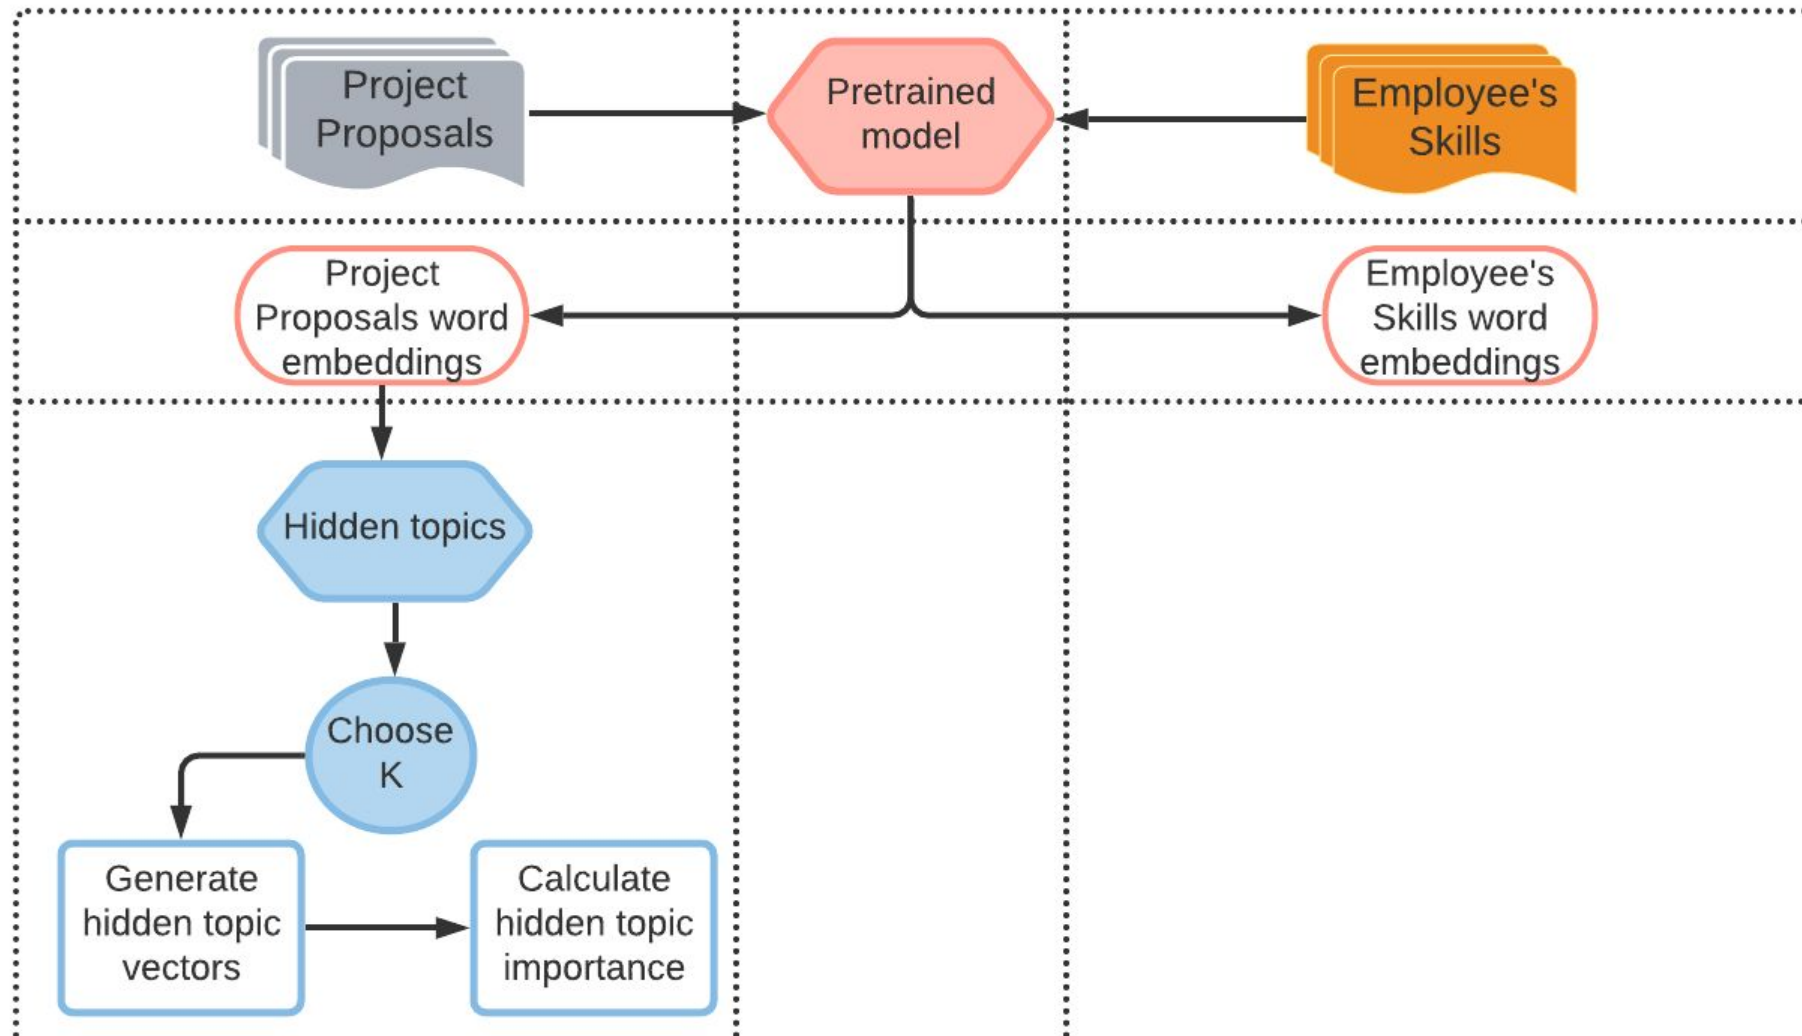 Project
Proposals
Pretrained
model
Employee's
Skills
Project
Proposals word
embeddings
Employee's
Skills word
embeddings
Hidden topics
Choose
K
Generate
hidden topic
vectors
Calculate
hidden topic
importance